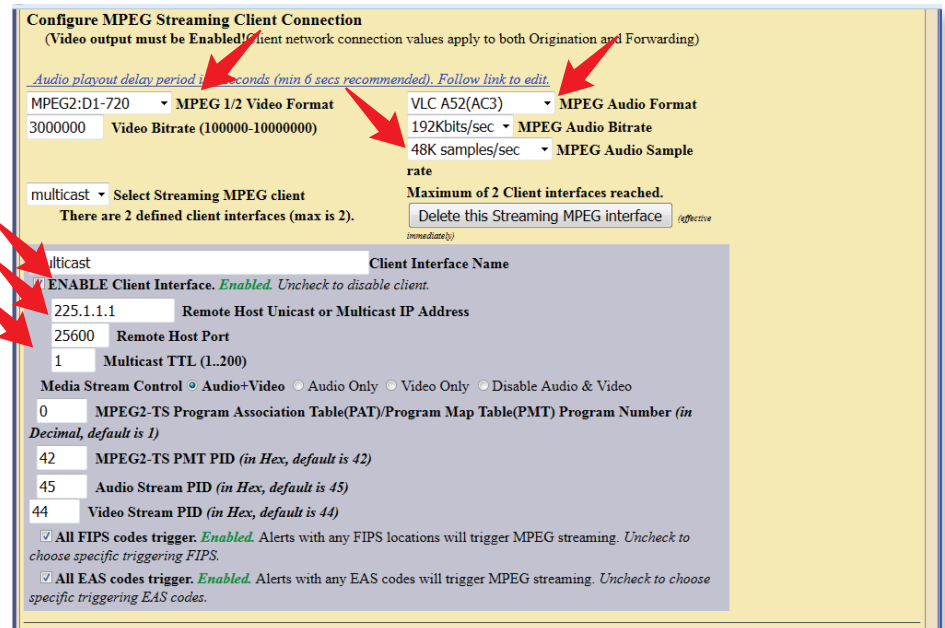 Configure MPEG Streaming Client Connection
(Video output must be Enabled! Client network connection values apply to both Origination and Forwarding)
Audio playout delay period in seconds (min 6 secs recommended). Follow link to edit.
MPEG2:D1-720 MPEG 1/2 Video Format VLC A52(AC3) MPEG Audio Format
3000000 Video Bitrate (100000-10000000) 192Kbits/sec MPEG Audio Bitrate
48K samples/sec MPEG Audio Sample
rate
multicast Select Streaming MPEG client Maximum of 2 Client interfaces reached.
There are 2 defined client interfaces (max is 2). Delete this Streaming MPEG interface (effective
immediately)
multicast Client Interface Name
ENABLE Client Interface. Enabled. Uncheck to disable client.
225.1.1.1 Remote Host Unicast or Multicast IP Address
25600 Remote Host Port
1 Multicast TTL (1..200)
Media Stream Control Audio+Video Audio Only Video Only Disable Audio & Video
0 MPEG2-TS Program Association Table(PAT)/Program Map Table(PMT) Program Number (in
Decimal, default is 1)
42 MPEG2-TS PMT PID (in Hex, default is 42)
45 Audio Stream PID (in Hex, default is 45)
44 Video Stream PID (in Hex, default is 44)
All FIPS codes trigger. Enabled. Alerts with any FIPS locations will trigger MPEG streaming. Uncheck to
choose specific triggering FIPS.
All EAS codes trigger. Enabled. Alerts with any EAS codes will trigger MPEG streaming. Uncheck to choose
specific triggering EAS codes.